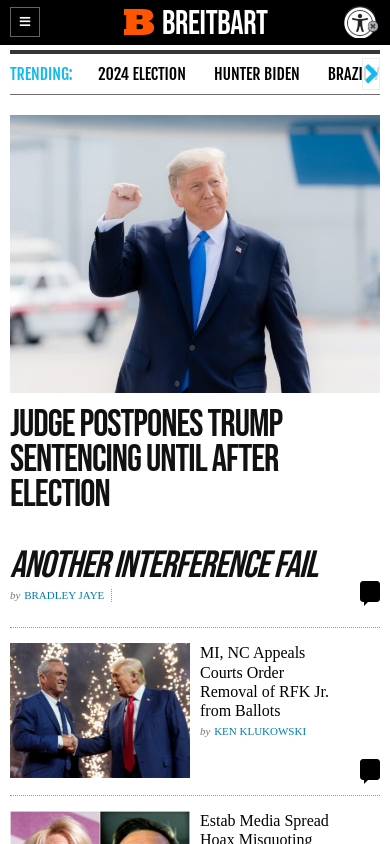 BREITBART
TRENDING:
2024 ELECTION
HUNTER BIDEN
JUDGE POSTPONES TRUMP
SENTENCING UNTIL AFTER
ELECTION
ANOTHER INTERFERENCE FAIL
by BRADLEY JAYE
MI, NC Appeals
Courts Order
Removal of RFK Jr.
from Ballots
by KEN KLUKOWSKI
Estab Media Spread
Hoax Misquoting